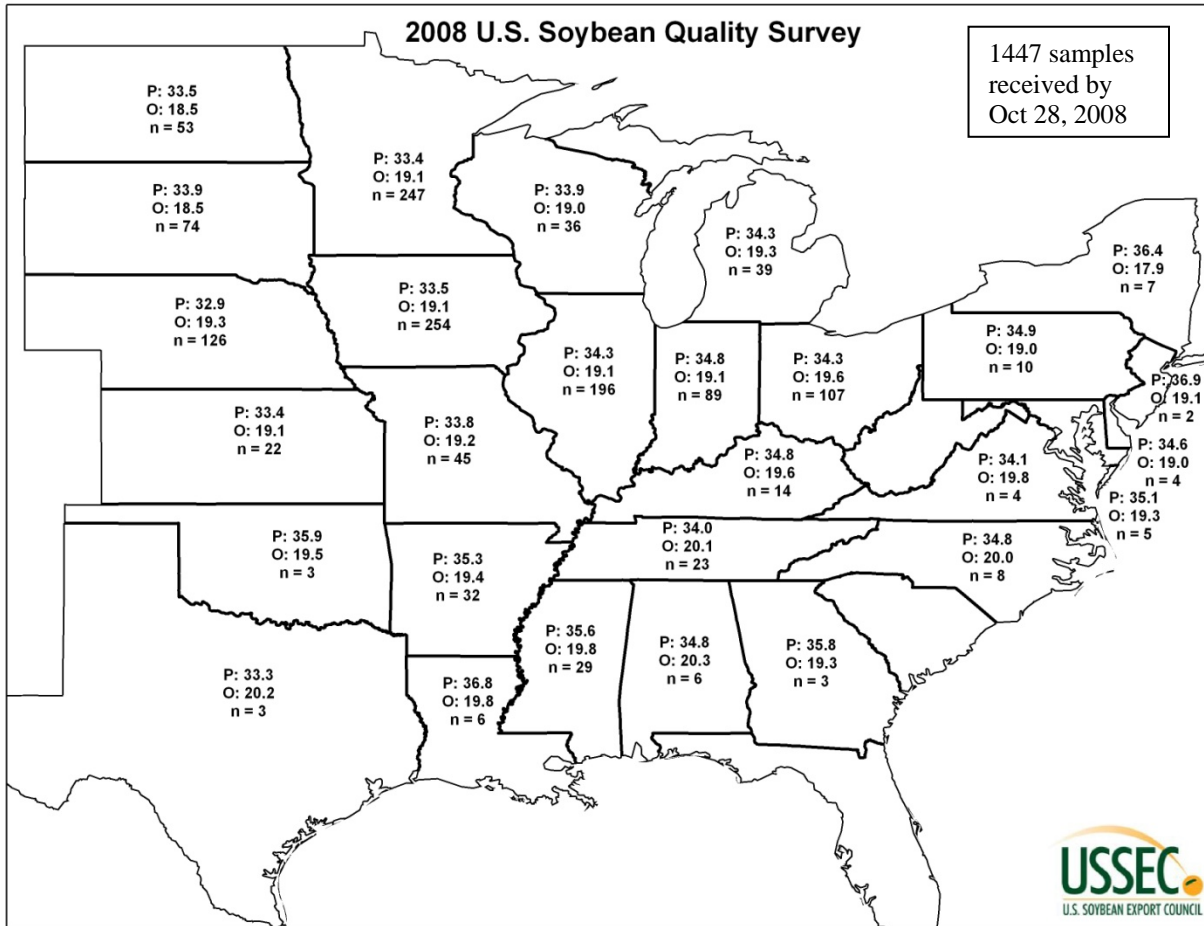 2008 U.S. Soybean Quality Survey
1447 samples
received by
Oct 28, 2008
P: 33.5
O: 18.5
n = 53
P: 33.4
O: 19.1
n = 247
P: 33.9
O: 19.0
n = 36
P: 33.9
O: 18.5
n = 74
P: 34.3
O: 19.3
n = 39
P: 36.4
O: 17.9
n = 7
P: 32.9
O: 19.3
n = 126
P: 33.5
O: 19.1
n = 254
P: 34.3
O: 19.1
n = 196
P: 34.8
O: 19.1
n = 89
P: 34.3
O: 19.6
n = 107
P: 34.9
O: 19.0
n = 10
P: 36.9
O: 19.1
n = 2
P: 33.4
O: 19.1
n = 22
P: 33.8
O: 19.2
n = 45
P: 34.8
O: 19.6
n = 14
P: 34.1
O: 19.8
n = 4
P: 34.6
O: 19.0
n = 4
P: 35.1
O: 19.3
n = 5
P: 35.9
O: 19.5
n = 3
P: 35.3
O: 19.4
n = 32
P: 34.0
O: 20.1
n = 23
P: 34.8
O: 20.0
n = 8
P: 33.3
O: 20.2
n = 3
P: 36.8
O: 19.8
n = 6
P: 35.6
O: 19.8
n = 29
P: 34.8
O: 20.3
n = 6
P: 35.8
O: 19.3
n = 3
USSEC
U.S. SOYBEAN EXPORT COUNCIL